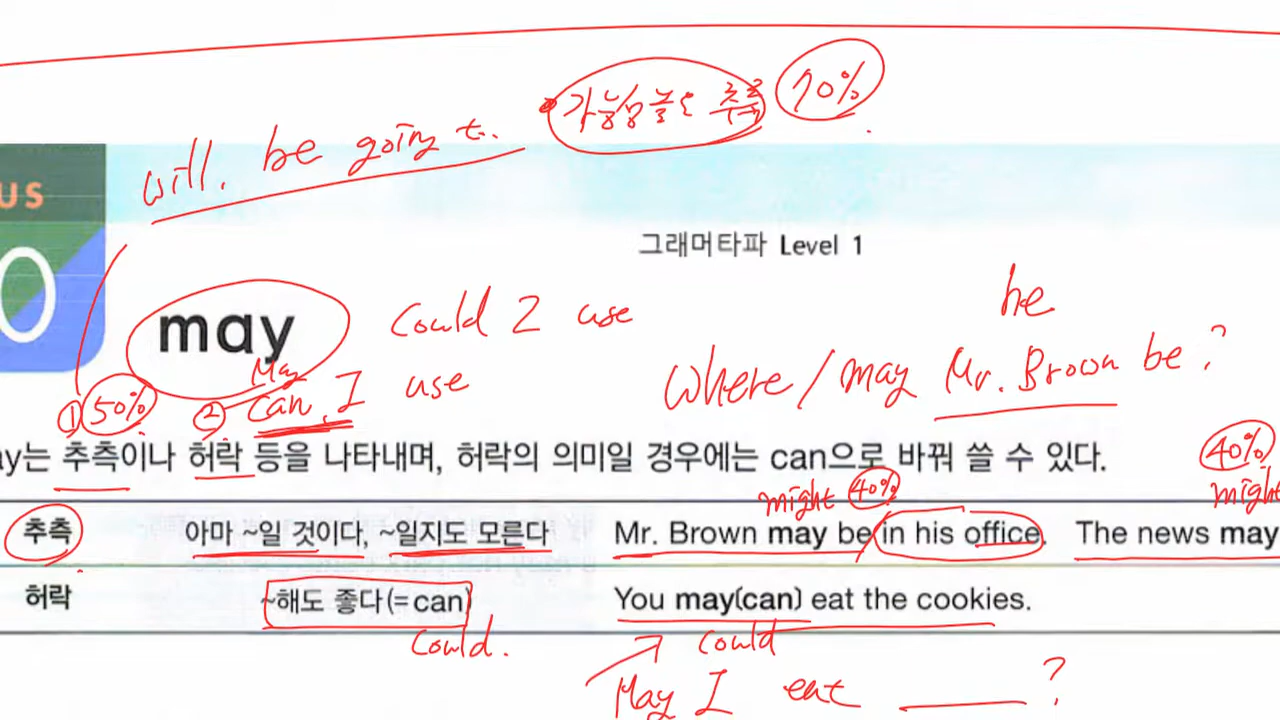 가능성 높은 추측 70%
will. be going to.
US
그래머타파 Level 1
0
may
could I use
he
May
can I use
Where / may Mr. Brown be?
① 50% ②
ay는 추측이나 허락 등을 나타내며, 허락의 의미일 경우에는 can으로 바꿔 쓸 수 있다.
40%
might 40%
might
추측 아마 ~일 것이다, ~일지도 모른다 Mr. Brown may be in his office. The news may
허락 ~해도 좋다(= can) You may(can) eat the cookies.
could. could
May I eat ______ ?